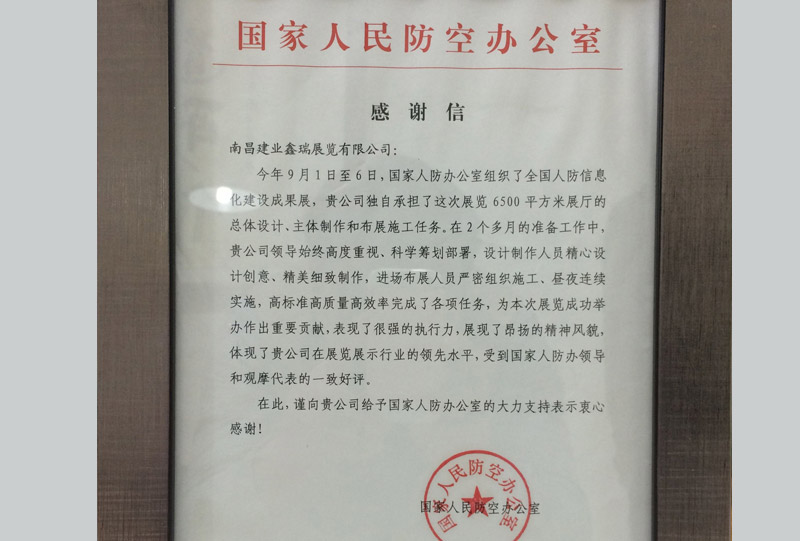 国家人民防空办公室
感谢信
南昌建业鑫瑞展览有限公司：
今年9月1日至6日，国家人防办公室组织了全国人防信息
化建设成果展，贵公司独自承担了这次展览6500平方米展厅的
总体设计、主体制作和布展施工任务。在2个多月的准备工作中，
贵公司领导始终高度重视、科学筹划部署，设计制作人员精心设
计创意、精美细致制作，进场布展人员严密组织施工、昼夜连续
实施，高标准高质量高效率完成了各项任务，为本次展览成功举
办作出重要贡献，表现了很强的执行力，展现了昂扬的精神风貌，
体现了贵公司在展览展示行业的领先水平，受到国家人防办领导
和观摩代表的一致好评。
在此，谨向贵公司给予国家人防办公室的大力支持表示衷心
感谢！
国家人民防空办公室
国家人民防空办公室